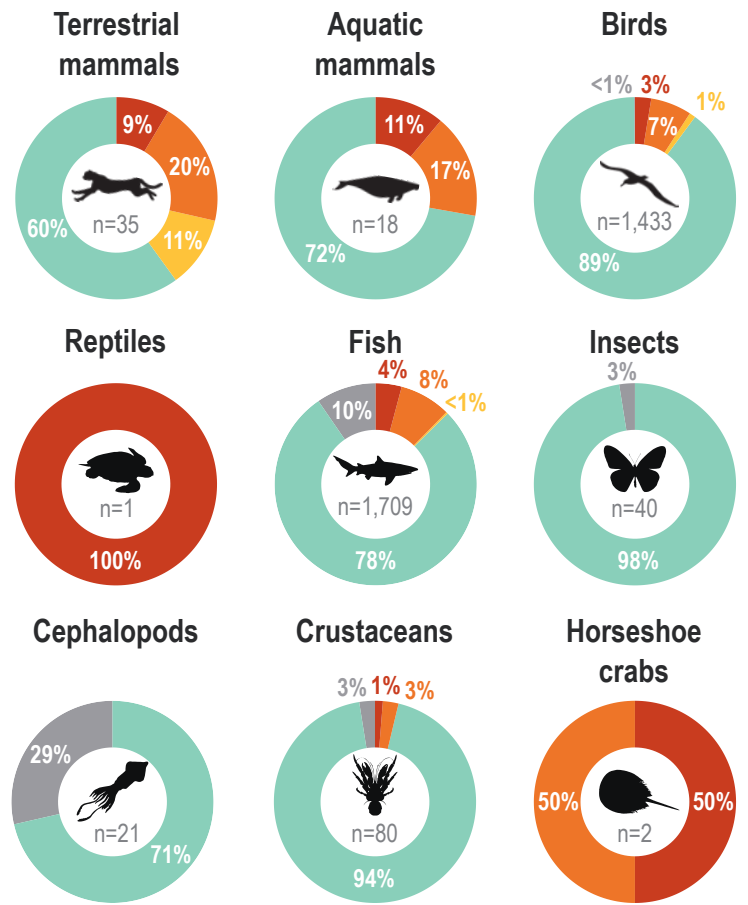 Terrestrial
mammals
9%
20%
11%
60%
n=35
Aquatic
mammals
11%
17%
72%
n=18
Birds
<1%
3%
7%
1%
89%
n=1,433
Reptiles
n=1
100%
Fish
4%
8%
<1%
10%
n=1,709
78%
Insects
3%
n=40
98%
Cephalopods
29%
n=21
71%
Crustaceans
3%
1%
3%
n=80
94%
Horseshoe
crabs
50%
50%
n=2